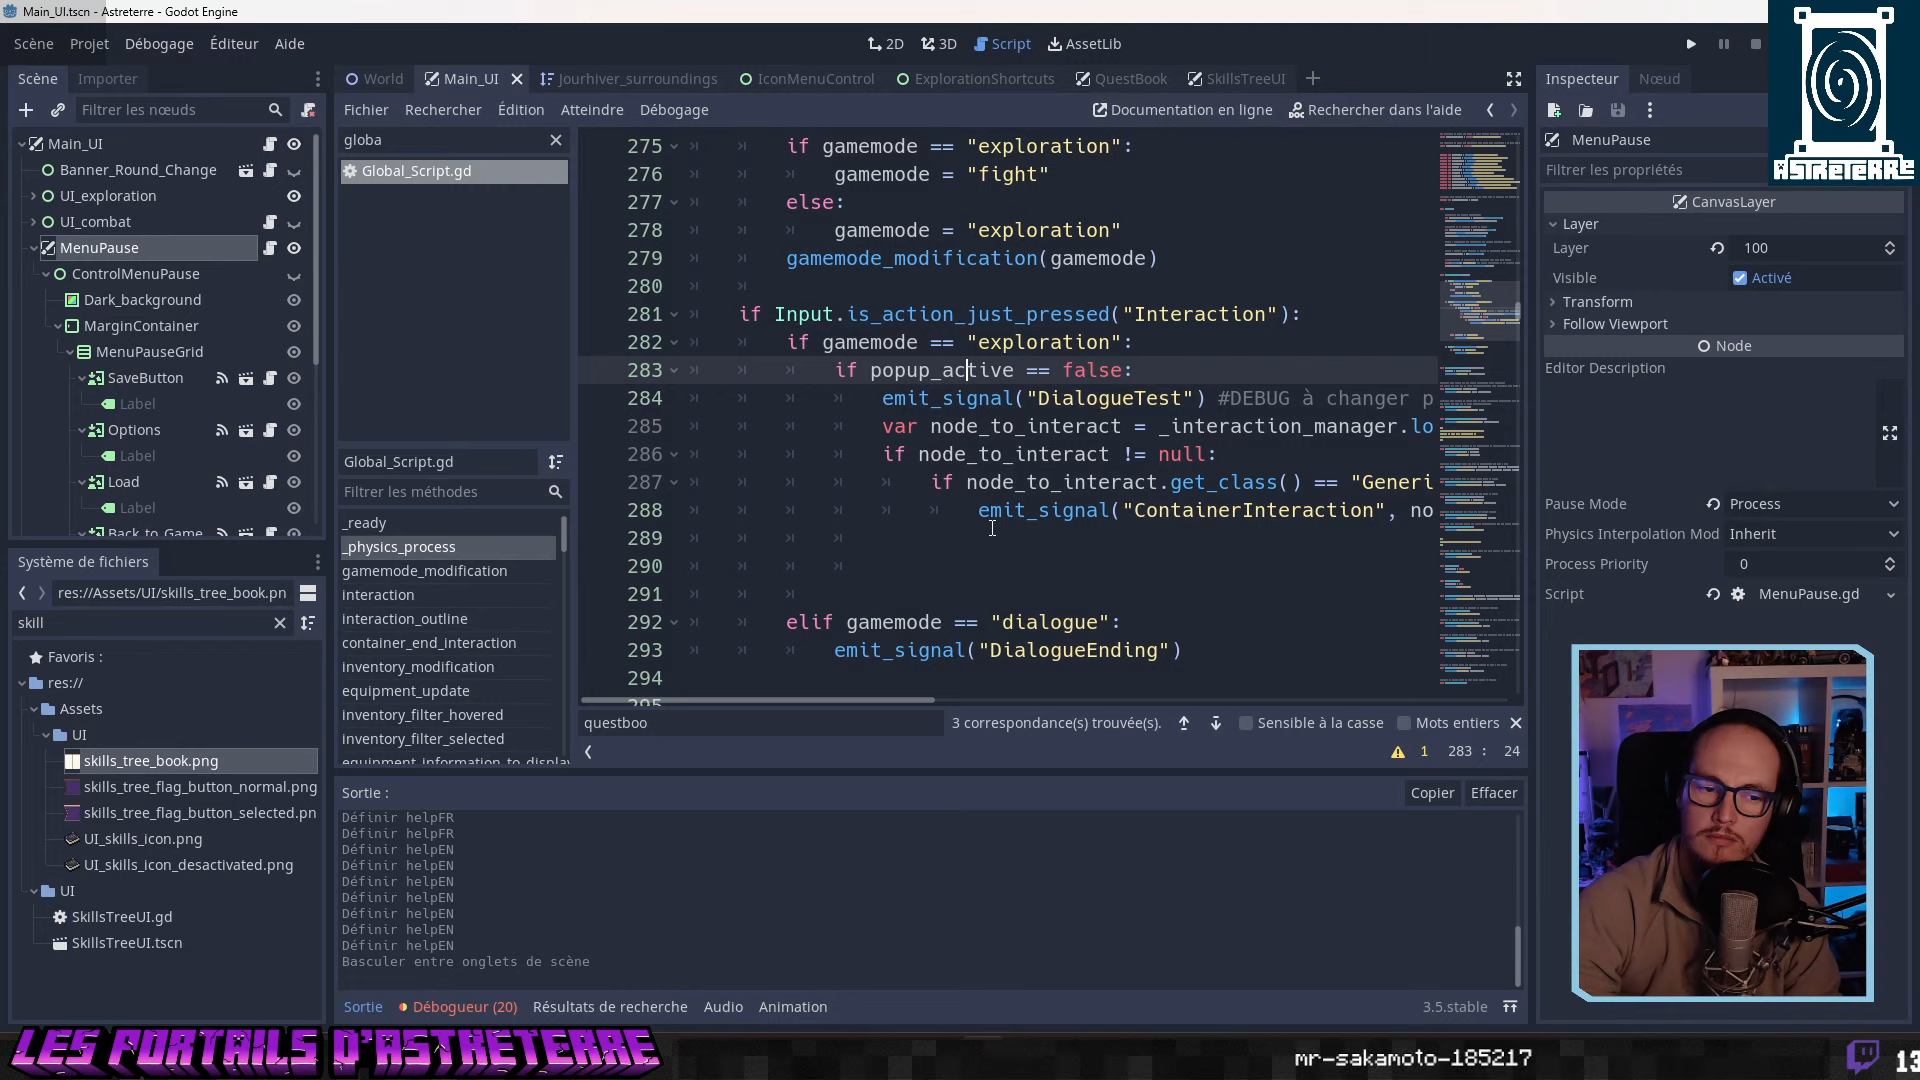 Main_UI.tscn - Astreterre - Godot Engine
Scène Projet Débogage Éditeur Aide
2D 3D Script AssetLib
ASTRETERRE
Scène Importer
World Main_UI Jourhiver_surroundings IconMenuControl ExplorationShortcuts QuestBook SkillsTreeUI
Inspecteur Nœud
Filtrer les nœuds
Fichier Rechercher Édition Atteindre Débogage
Documentation en ligne Rechercher dans l'aide
Main_UI
Banner_Round_Change
UI_exploration
UI_combat
MenuPause
ControlMenuPause
Dark_background
MarginContainer
MenuPauseGrid
SaveButton
Label
Options
Label
Load
Label
Back_to_Game
globa
Global_Script.gd
Global_Script.gd
Filtrer les méthodes
_ready
_physics_process
gamemode_modification
interaction
interaction_outline
container_end_interaction
inventory_modification
equipment_update
inventory_filter_hovered
inventory_filter_selected
equipment_information_to_display
275 if gamemode == "exploration":
276 gamemode = "fight"
277 else:
278 gamemode = "exploration"
279 gamemode_modification(gamemode)
280
281 if Input.is_action_just_pressed("Interaction"):
282 if gamemode == "exploration":
283 if popup_active == false:
284 emit_signal("DialogueTest") #DEBUG à changer p
285 var node_to_interact = _interaction_manager.lo
286 if node_to_interact != null:
287 if node_to_interact.get_class() == "Generi
288 emit_signal("ContainerInteraction", no
289
290
291
292 elif gamemode == "dialogue":
293 emit_signal("DialogueEnding")
294
295
questboo 3 correspondance(s) trouvée(s). Sensible à la casse Mots entiers
1 283 : 24
MenuPause
Filtrer les propriétés
CanvasLayer
Layer
Layer 100
Visible Activé
Transform
Follow Viewport
Node
Editor Description
Pause Mode Process
Physics Interpolation Mod Inherit
Process Priority 0
Script MenuPause.gd
Système de fichiers
res://Assets/UI/skills_tree_book.pn
skill
Favoris :
res://
Assets
UI
skills_tree_book.png
skills_tree_flag_button_normal.png
skills_tree_flag_button_selected.pn
UI_skills_icon.png
UI_skills_icon_desactivated.png
UI
SkillsTreeUI.gd
SkillsTreeUI.tscn
Sortie :
Copier Effacer
Définir helpFR
Définir helpFR
Définir helpEN
Définir helpEN
Définir helpEN
Définir helpEN
Définir helpEN
Définir helpEN
Définir helpEN
Basculer entre onglets de scène
Sortie Débogueur (20) Résultats de recherche Audio Animation
3.5.stable
LES PORTAILS D'ASTRETERRE
mr-sakamoto-185217
13